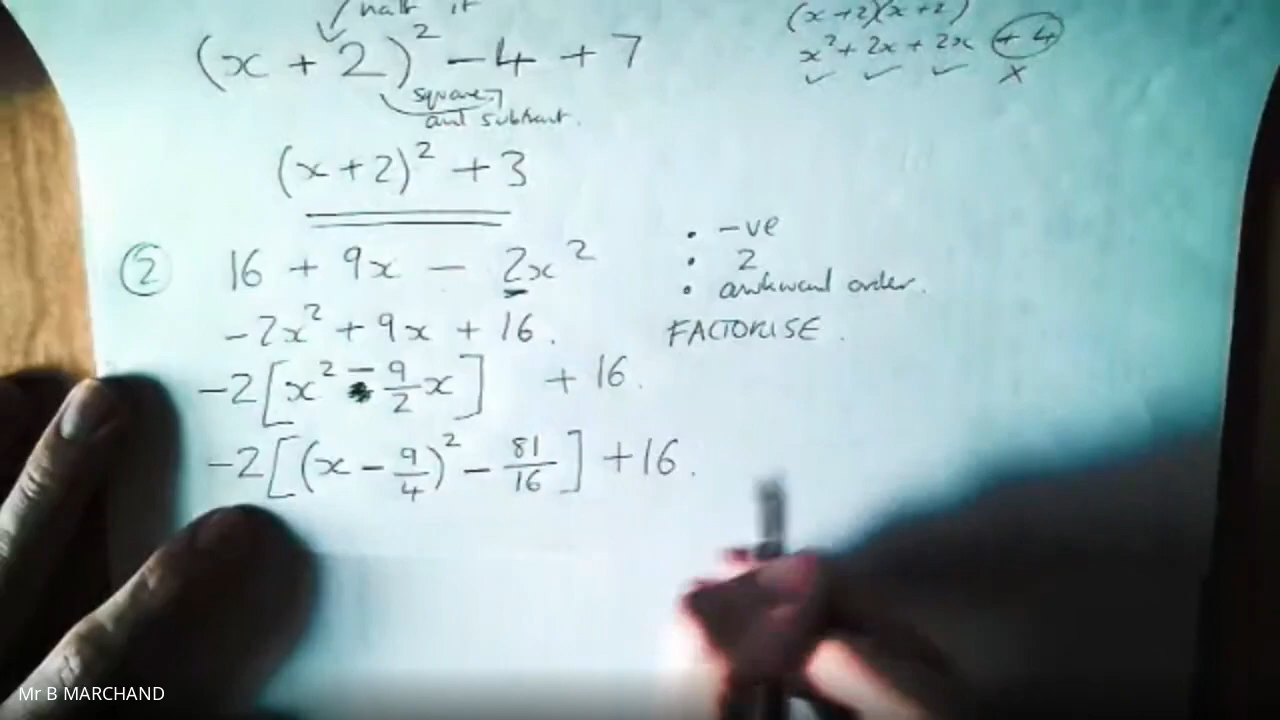 half it
(x + 2)² − 4 + 7
square
and subtract.
(x + 2)² + 3
(x+2)(x+2)
x² + 2x + 2x + 4
✓ ✓ ✓ x
② 16 + 9x − 2x²
−2x² + 9x + 16.
−2[x² − 9/2 x] + 16.
−2[(x − 9/4)² − 81/16] + 16.
• −ve
• 2
• awkward order.
FACTORISE.
Mr B MARCHAND